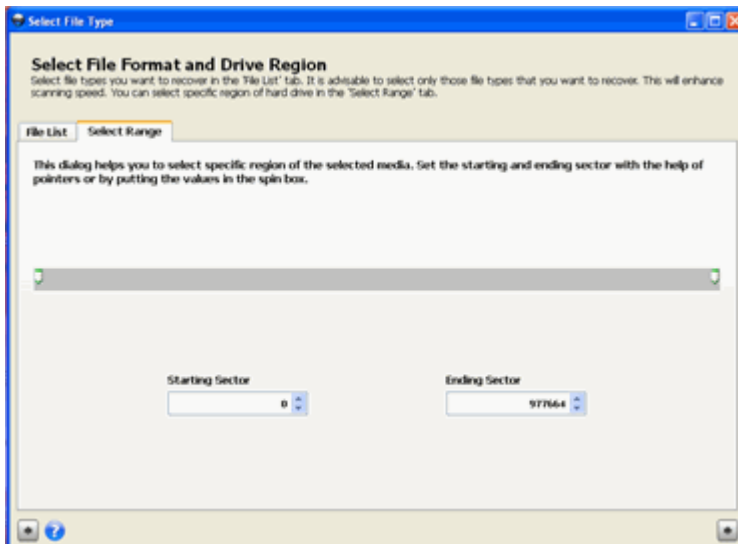 Select File Type
Select File Format and Drive Region
Select file types you want to recover in the 'File List' tab. It is advisable to select only those file types that you want to recover. This will enhance
scanning speed. You can select specific region of hard drive in the 'Select Range' tab.
File List
Select Range
This dialog helps you to select specific region of the selected media. Set the starting and ending sector with the help of
pointers or by putting the values in the spin box.
Starting Sector
Ending Sector
0
977664